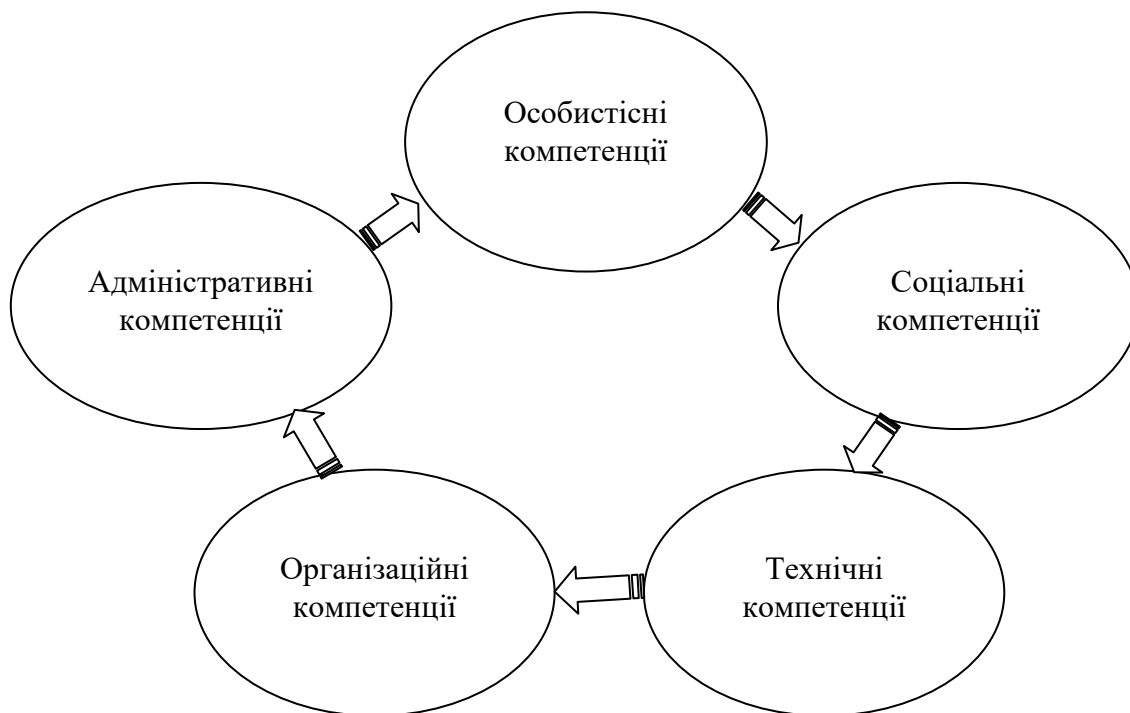 Особистісні
компетенції
Адміністративні
компетенції
Соціальні
компетенції
Організаційні
компетенції
Технічні
компетенції